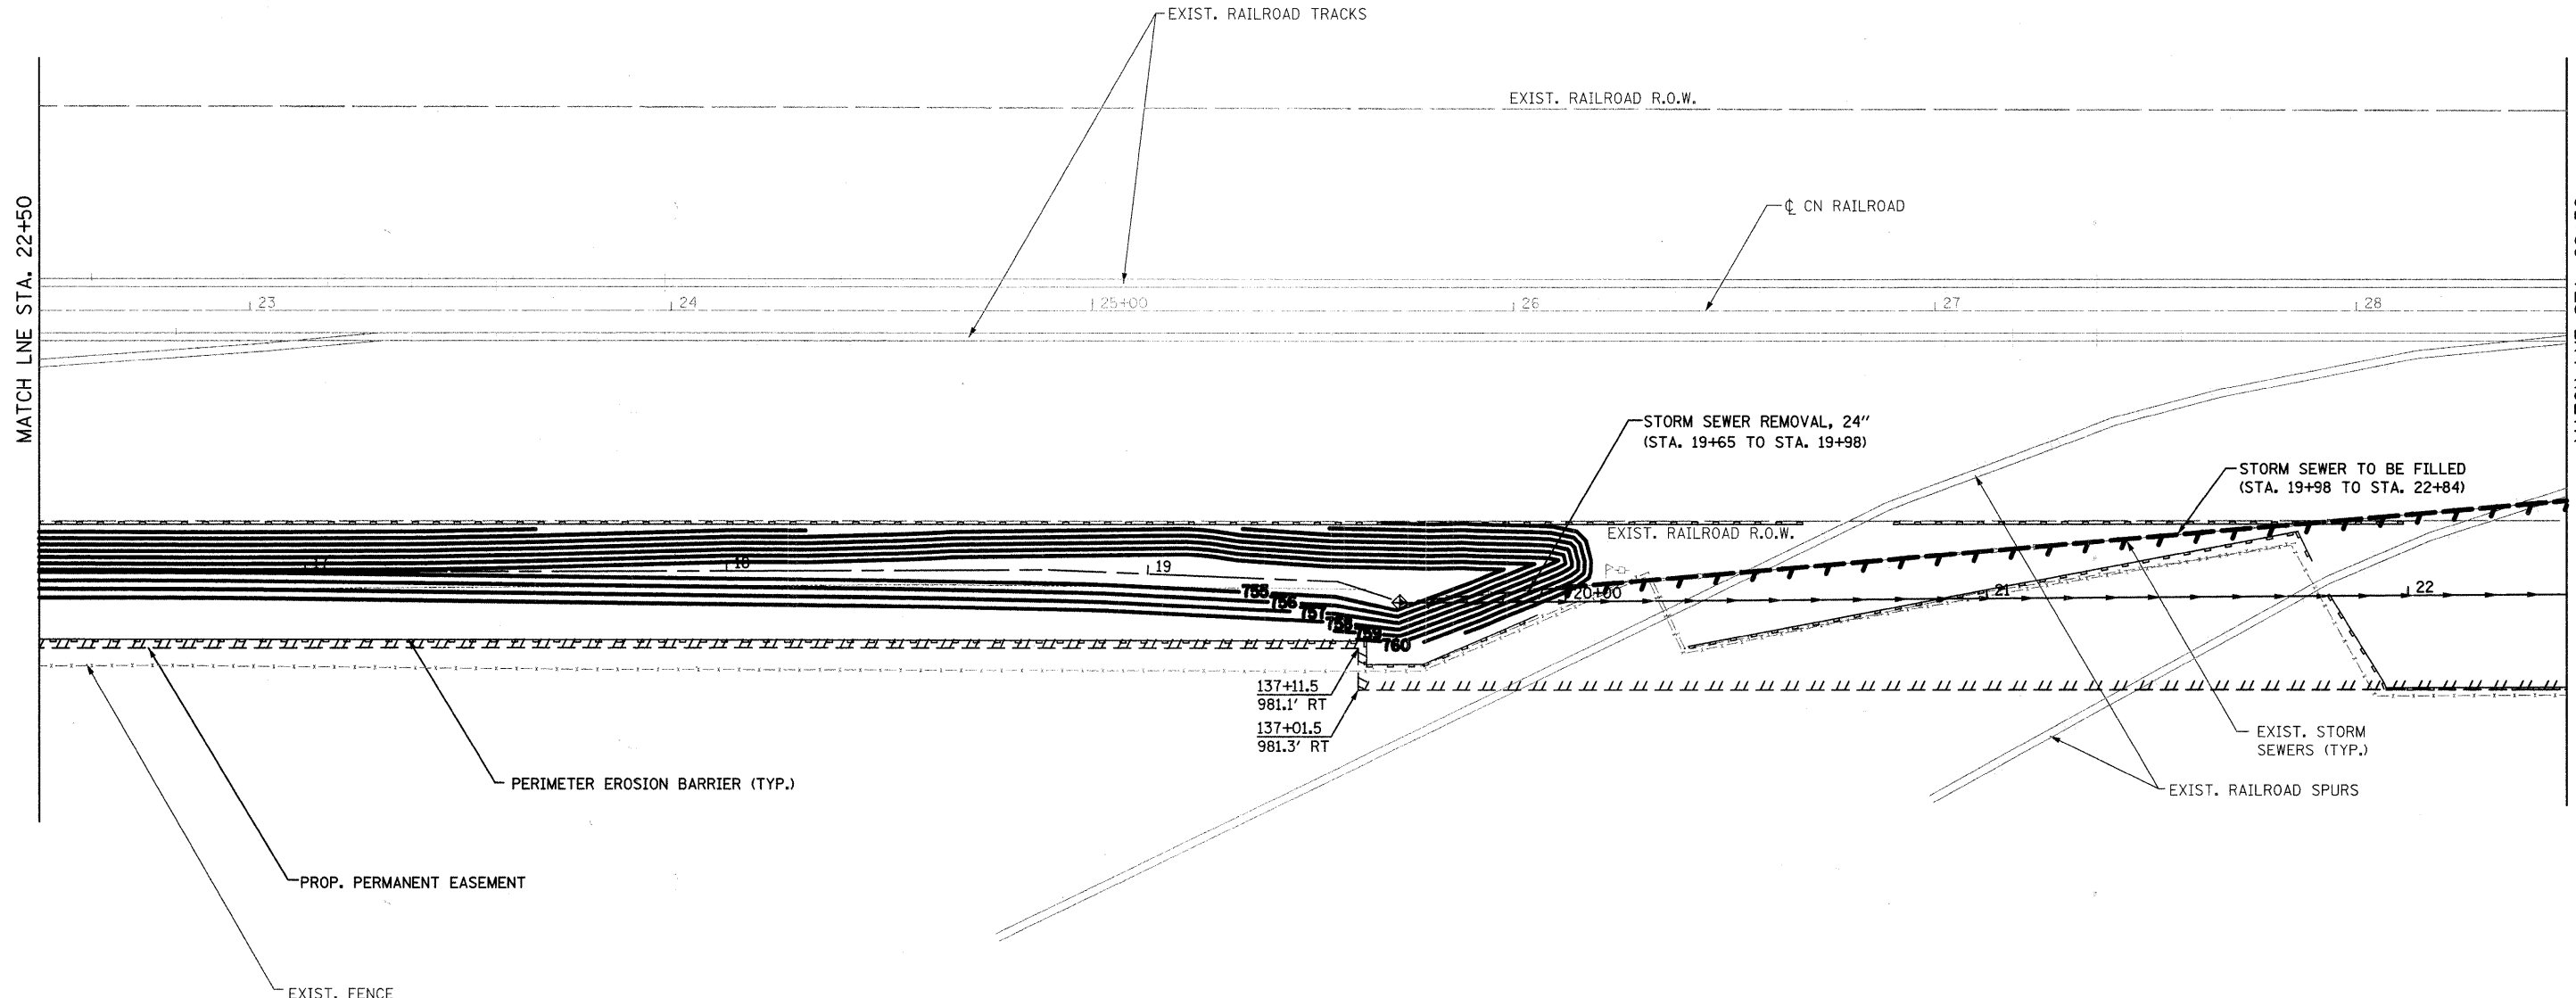 EXIST. RAILROAD TRACKS
EXIST. RAILROAD R.O.W.
MATCH LNE STA. 22+50
₵ CN RAILROAD
23
24
25+00
26
27
28
STORM SEWER REMOVAL, 24"
(STA. 19+65 TO STA. 19+98)
STORM SEWER TO BE FILLED
(STA. 19+98 TO STA. 22+84)
EXIST. RAILROAD R.O.W.
17
18
19
20+00
21
22
755
756
757
758
759
760
137+11.5
981.1' RT
137+01.5
981.3' RT
EXIST. STORM
SEWERS (TYP.)
EXIST. RAILROAD SPURS
PERIMETER EROSION BARRIER (TYP.)
PROP. PERMANENT EASEMENT
EXIST. FENCE